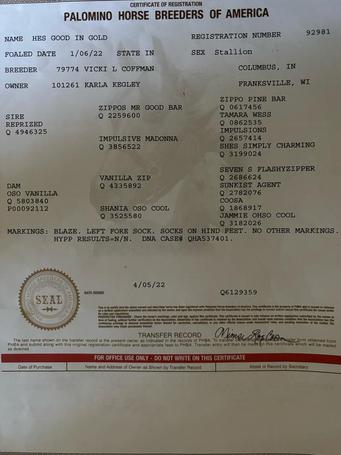 CERTIFICATE OF REGISTRATION
PALOMINO HORSE BREEDERS OF AMERICA
NAME HES GOOD IN GOLD REGISTRATION NUMBER 92981
FOALED DATE 1/06/22 STATE IN SEX Stallion
BREEDER 79774 VICKI L COFFMAN COLUMBUS, IN
OWNER 101261 KARLA KEGLEY FRANKSVILLE, WI
ZIPPO PINE BAR
ZIPPOS MR GOOD BAR Q 0617456
SIRE Q 2259600 TAMARA WESS
REPRIZED Q 0862535
Q 4946325 IMPULSIVE MADONNA IMPULSIONS
Q 3856522 Q 2657414
SHES SIMPLY CHARMING
Q 3199024
SEVEN S FLASHYZIPPER
VANILLA ZIP Q 2686624
DAM Q 4335892 SUNKIST AGENT
OSO VANILLA Q 2782076
Q 5803840 COOSA
P00092112 SHANIA OSO COOL Q 1868917
Q 3525580 JAMMIE OHSO COOL
Q 3182026
MARKINGS: BLAZE. LEFT FORE SOCK. SOCKS ON HIND FEET. NO OTHER MARKINGS.
HYPP RESULTS=N/N. DNA CASE# QHA537401.
4/05/22 Q6129359
SEAL
DATE ISSUED
TRANSFER RECORD
FOR OFFICE USE ONLY - DO NOT WRITE ON THIS CERTIFICATE
Date of Purchase Name and Address of Owner as Shown by Transfer Record Attest of Record by Secretary